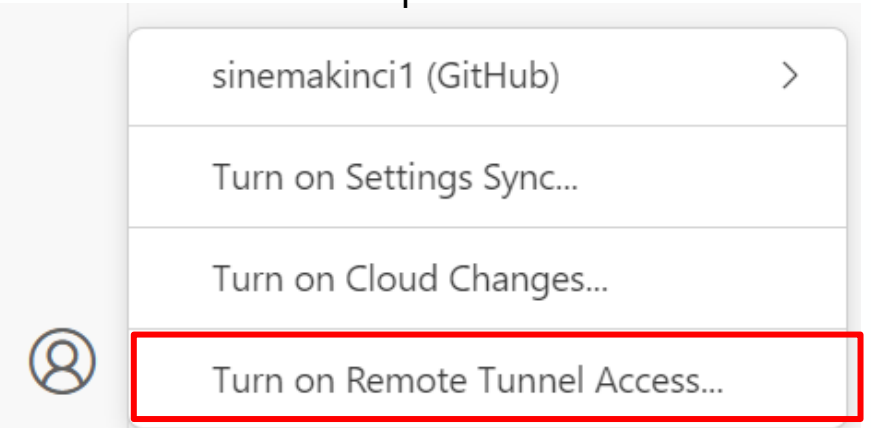 sinemakinci1 (GitHub)
Turn on Settings Sync...
Turn on Cloud Changes...
Turn on Remote Tunnel Access...